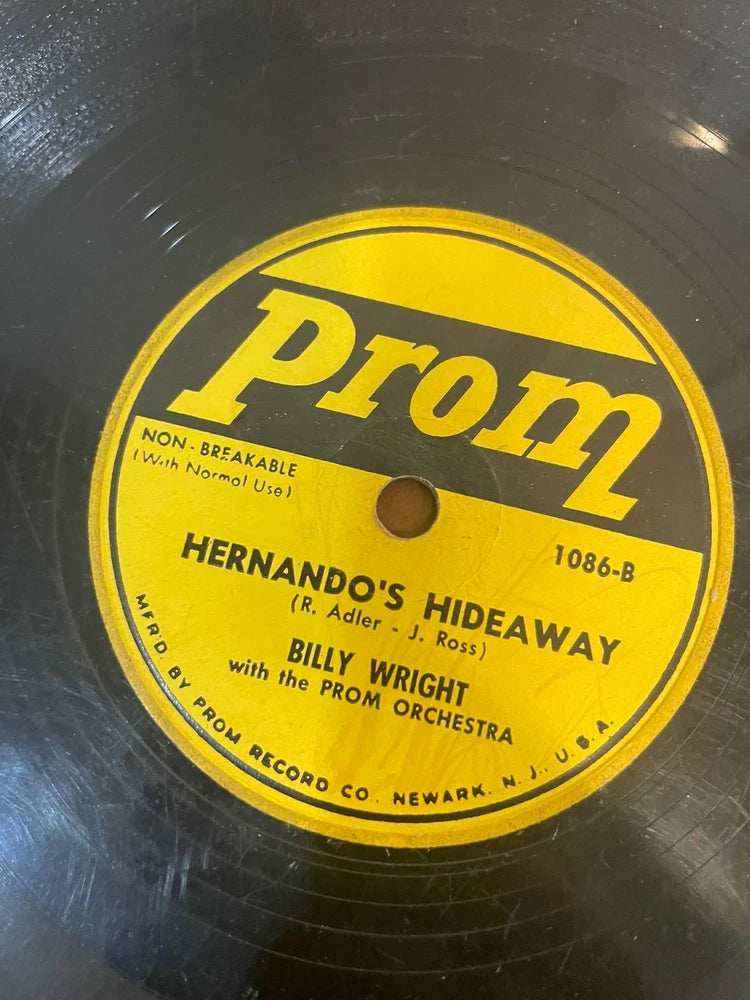 Prom
NON-BREAKABLE
(With Normal Use)
1086-B
HERNANDO'S HIDEAWAY
(R. Adler - J. Ross)
BILLY WRIGHT
with the PROM ORCHESTRA
MFR'D. BY PROM RECORD CO., NEWARK, N. J., U.S.A.